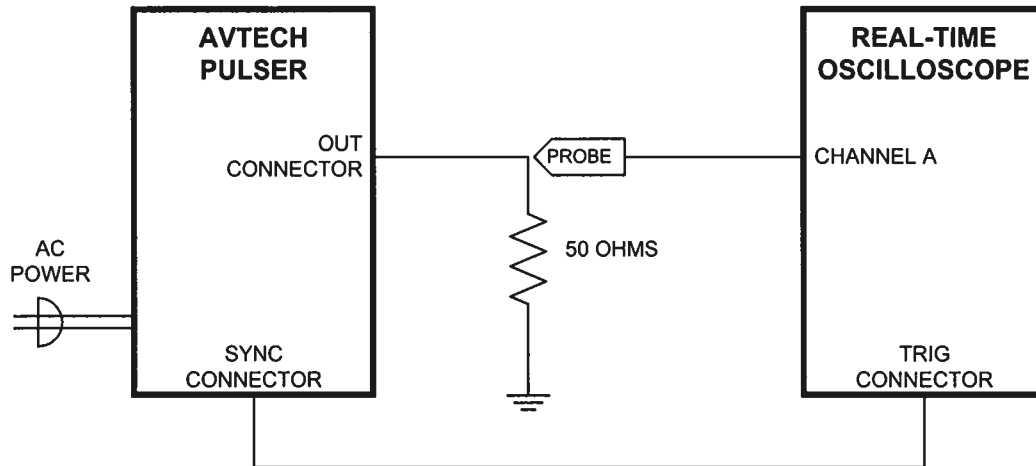 AVTECH
PULSER
OUT
CONNECTOR
AC
POWER
SYNC
CONNECTOR
PROBE
50 OHMS
REAL-TIME
OSCILLOSCOPE
CHANNEL A
TRIG
CONNECTOR